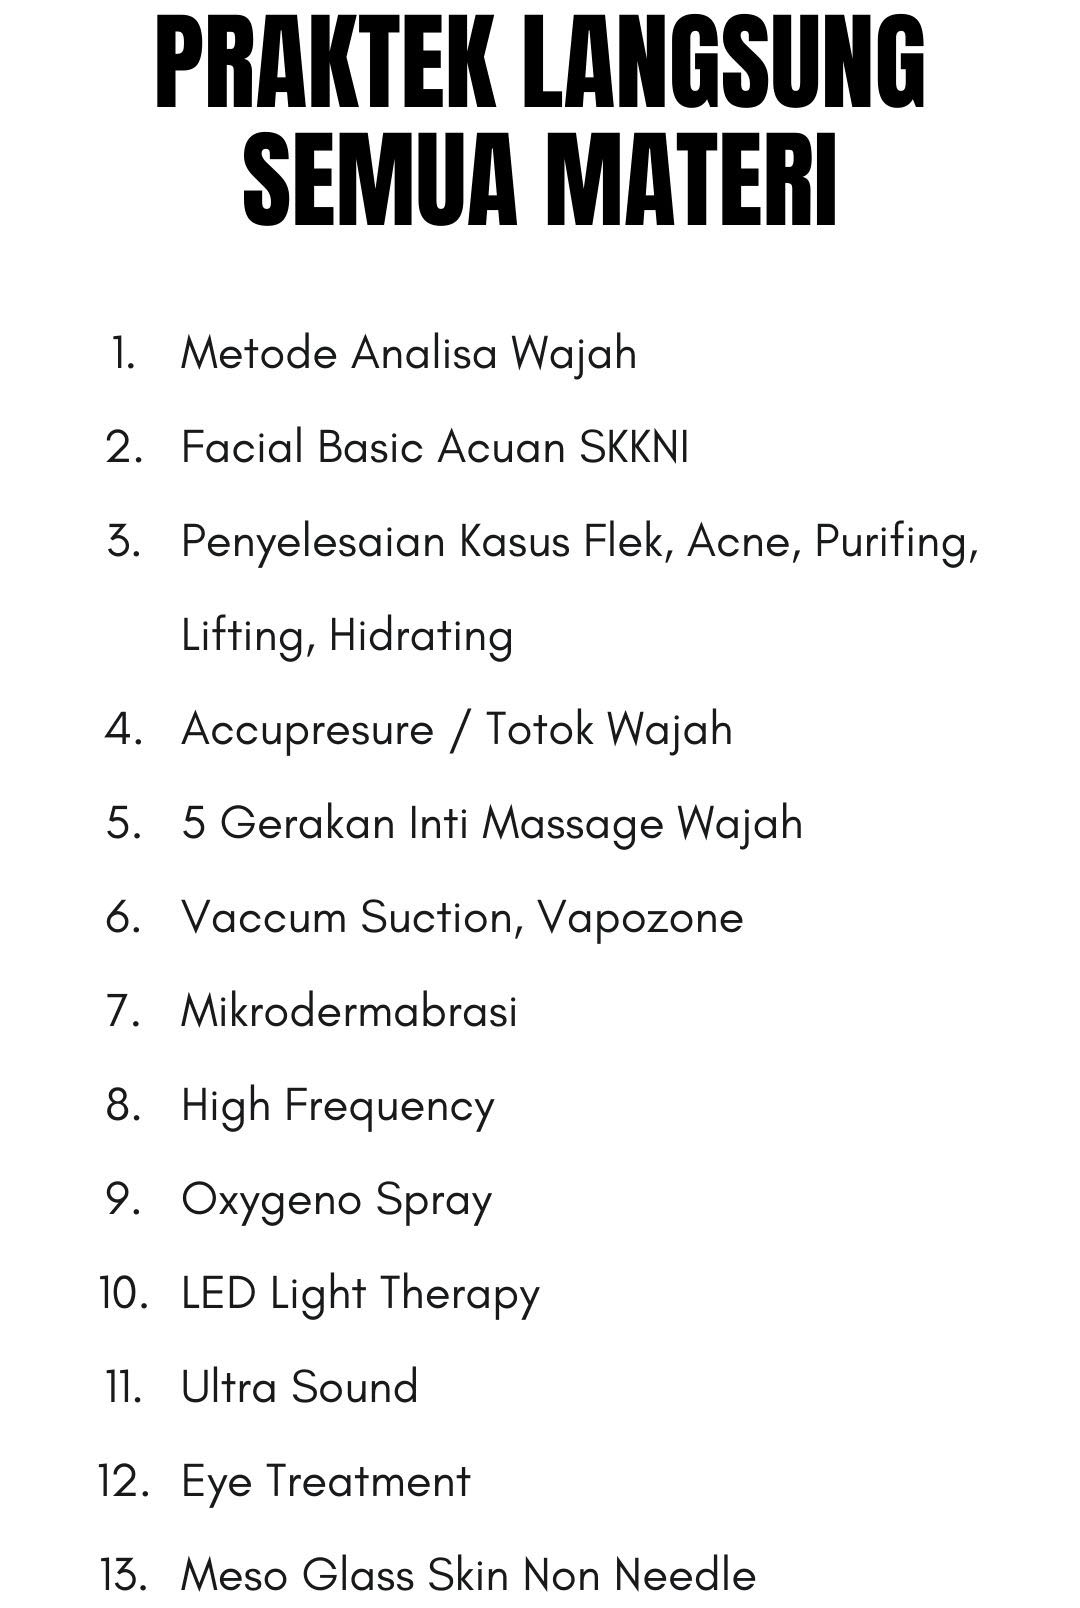 PRAKTEK LANGSUNG
SEMUA MATERI
1. Metode Analisa Wajah
2. Facial Basic Acuan SKKNI
3. Penyelesaian Kasus Flek, Acne, Purifing,
Lifting, Hidrating
4. Accupresure / Totok Wajah
5. 5 Gerakan Inti Massage Wajah
6. Vaccum Suction, Vapozone
7. Mikrodermabrasi
8. High Frequency
9. Oxygeno Spray
10. LED Light Therapy
11. Ultra Sound
12. Eye Treatment
13. Meso Glass Skin Non Needle